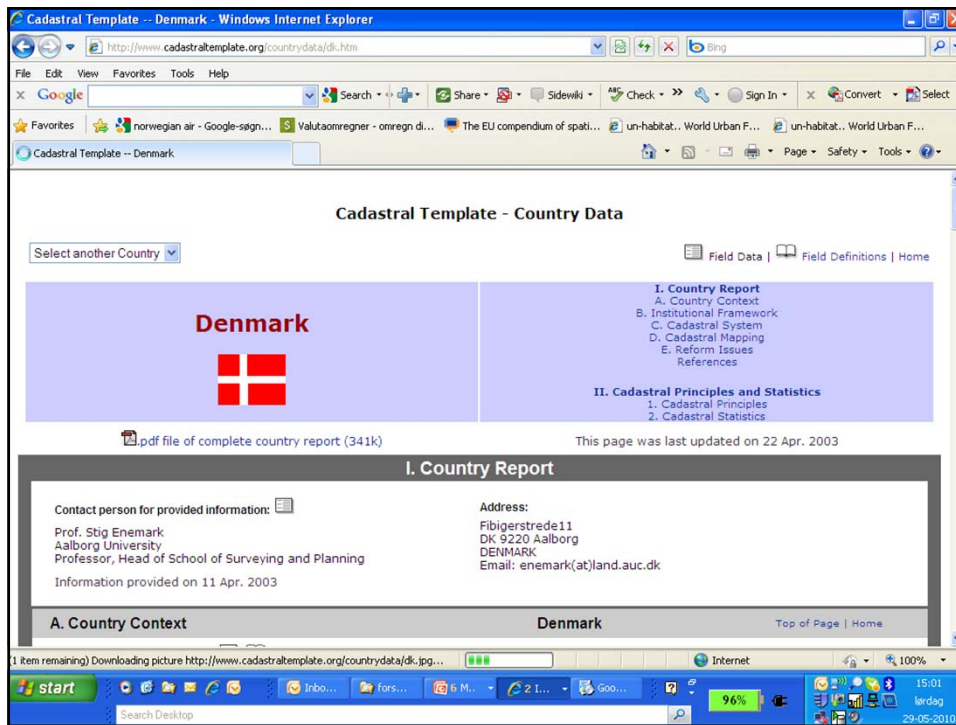 Cadastral Template -- Denmark - Windows Internet Explorer
http://www.cadastraltemplate.org/countrydata/dk.htm
Bing
File Edit View Favorites Tools Help
x Google Search Share Sidewiki Check Sign In x Convert Select
Favorites norwegian air - Google-søgn... Valutaomregner - omregn di... The EU compendium of spati... un-habitat.. World Urban F... un-habitat.. World Urban F...
Cadastral Template -- Denmark Page Safety Tools
Cadastral Template - Country Data
Select another Country Field Data | Field Definitions | Home
Denmark
I. Country Report
A. Country Context
B. Institutional Framework
C. Cadastral System
D. Cadastral Mapping
E. Reform Issues
References
II. Cadastral Principles and Statistics
1. Cadastral Principles
2. Cadastral Statistics
.pdf file of complete country report (341k) This page was last updated on 22 Apr. 2003
I. Country Report
Contact person for provided information:
Prof. Stig Enemark
Aalborg University
Professor, Head of School of Surveying and Planning
Information provided on 11 Apr. 2003
Address:
Fibigerstrede11
DK 9220 Aalborg
DENMARK
Email: enemark(at)land.auc.dk
A. Country Context Denmark Top of Page | Home
(1 item remaining) Downloading picture http://www.cadastraltemplate.org/countrydata/dk.jpg... Internet 100%
start Inbo... fors... 6 M... 2 I... Goo... 96% 15:01
Search Desktop lørdag
29-05-2010